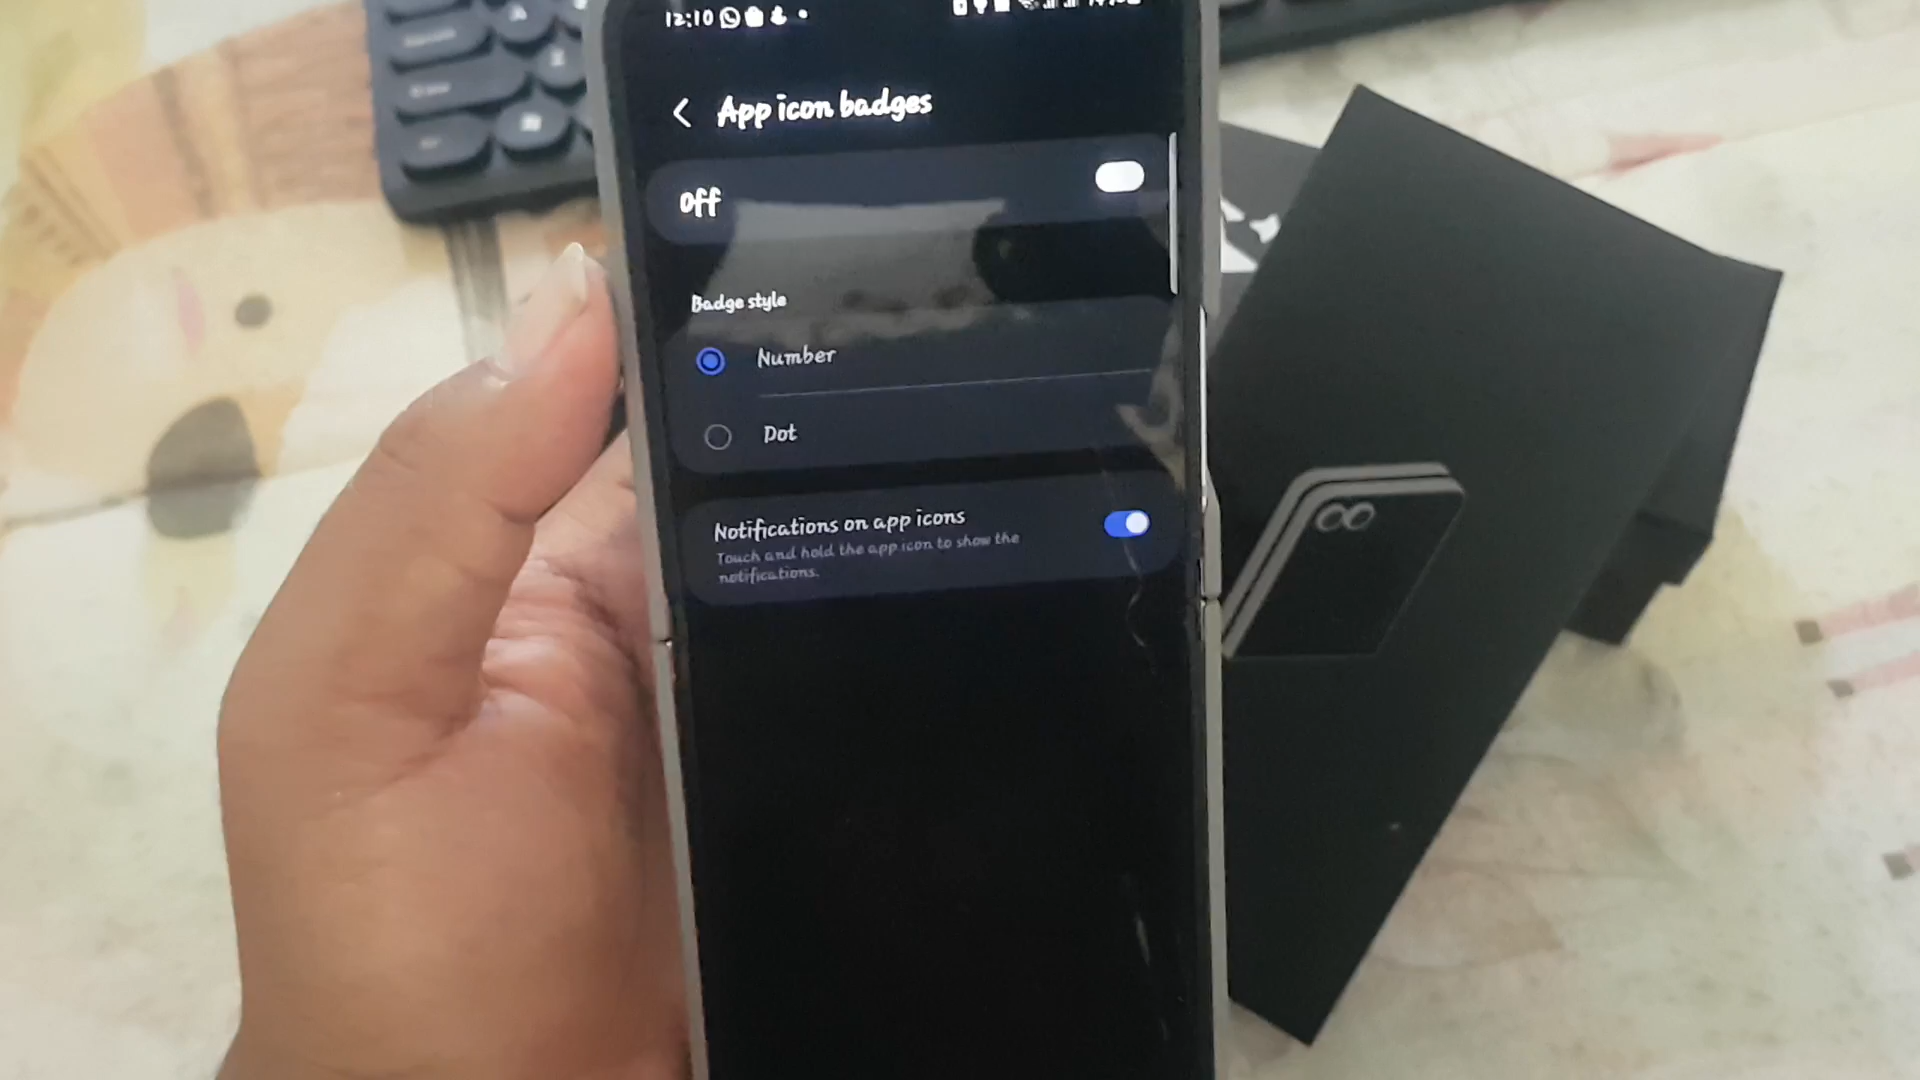 12:10
App icon badges
Off
Badge style
Number
Dot
Notifications on app icons
Touch and hold the app icon to show the
notifications.